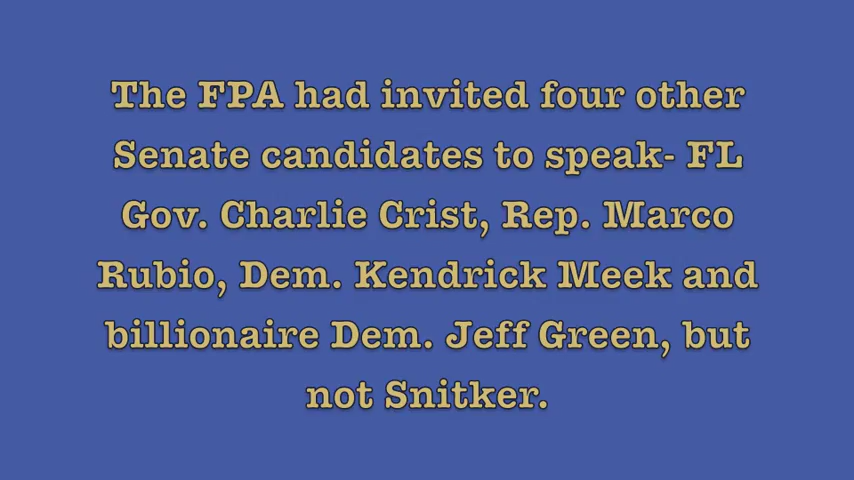 The FPA had invited four other
Senate candidates to speak- FL
Gov. Charlie Crist, Rep. Marco
Rubio, Dem. Kendrick Meek and
billionaire Dem. Jeff Green, but
not Snitker.